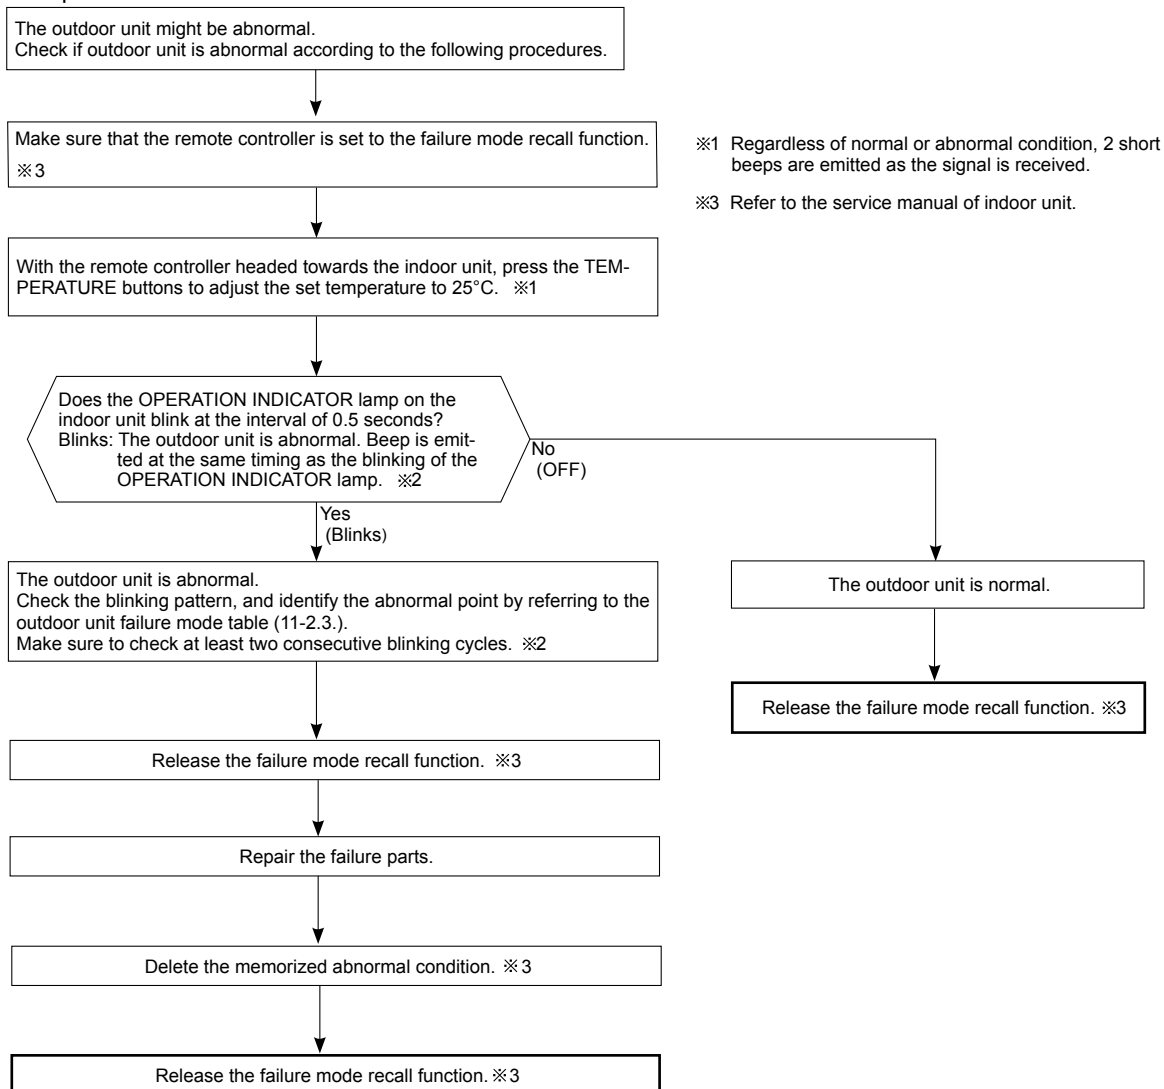 The outdoor unit might be abnormal.
Check if outdoor unit is abnormal according to the following procedures.
Make sure that the remote controller is set to the failure mode recall function.
※3
※1 Regardless of normal or abnormal condition, 2 short
beeps are emitted as the signal is received.
※3 Refer to the service manual of indoor unit.
With the remote controller headed towards the indoor unit, press the TEM-
PERATURE buttons to adjust the set temperature to 25°C. ※1
Does the OPERATION INDICATOR lamp on the
indoor unit blink at the interval of 0.5 seconds?
Blinks: The outdoor unit is abnormal. Beep is emit-
ted at the same timing as the blinking of the
OPERATION INDICATOR lamp. ※2
No
(OFF)
Yes
(Blinks)
The outdoor unit is abnormal.
Check the blinking pattern, and identify the abnormal point by referring to the
outdoor unit failure mode table (11-2.3.).
Make sure to check at least two consecutive blinking cycles. ※2
The outdoor unit is normal.
Release the failure mode recall function. ※3
Release the failure mode recall function. ※3
Repair the failure parts.
Delete the memorized abnormal condition. ※3
Release the failure mode recall function. ※3